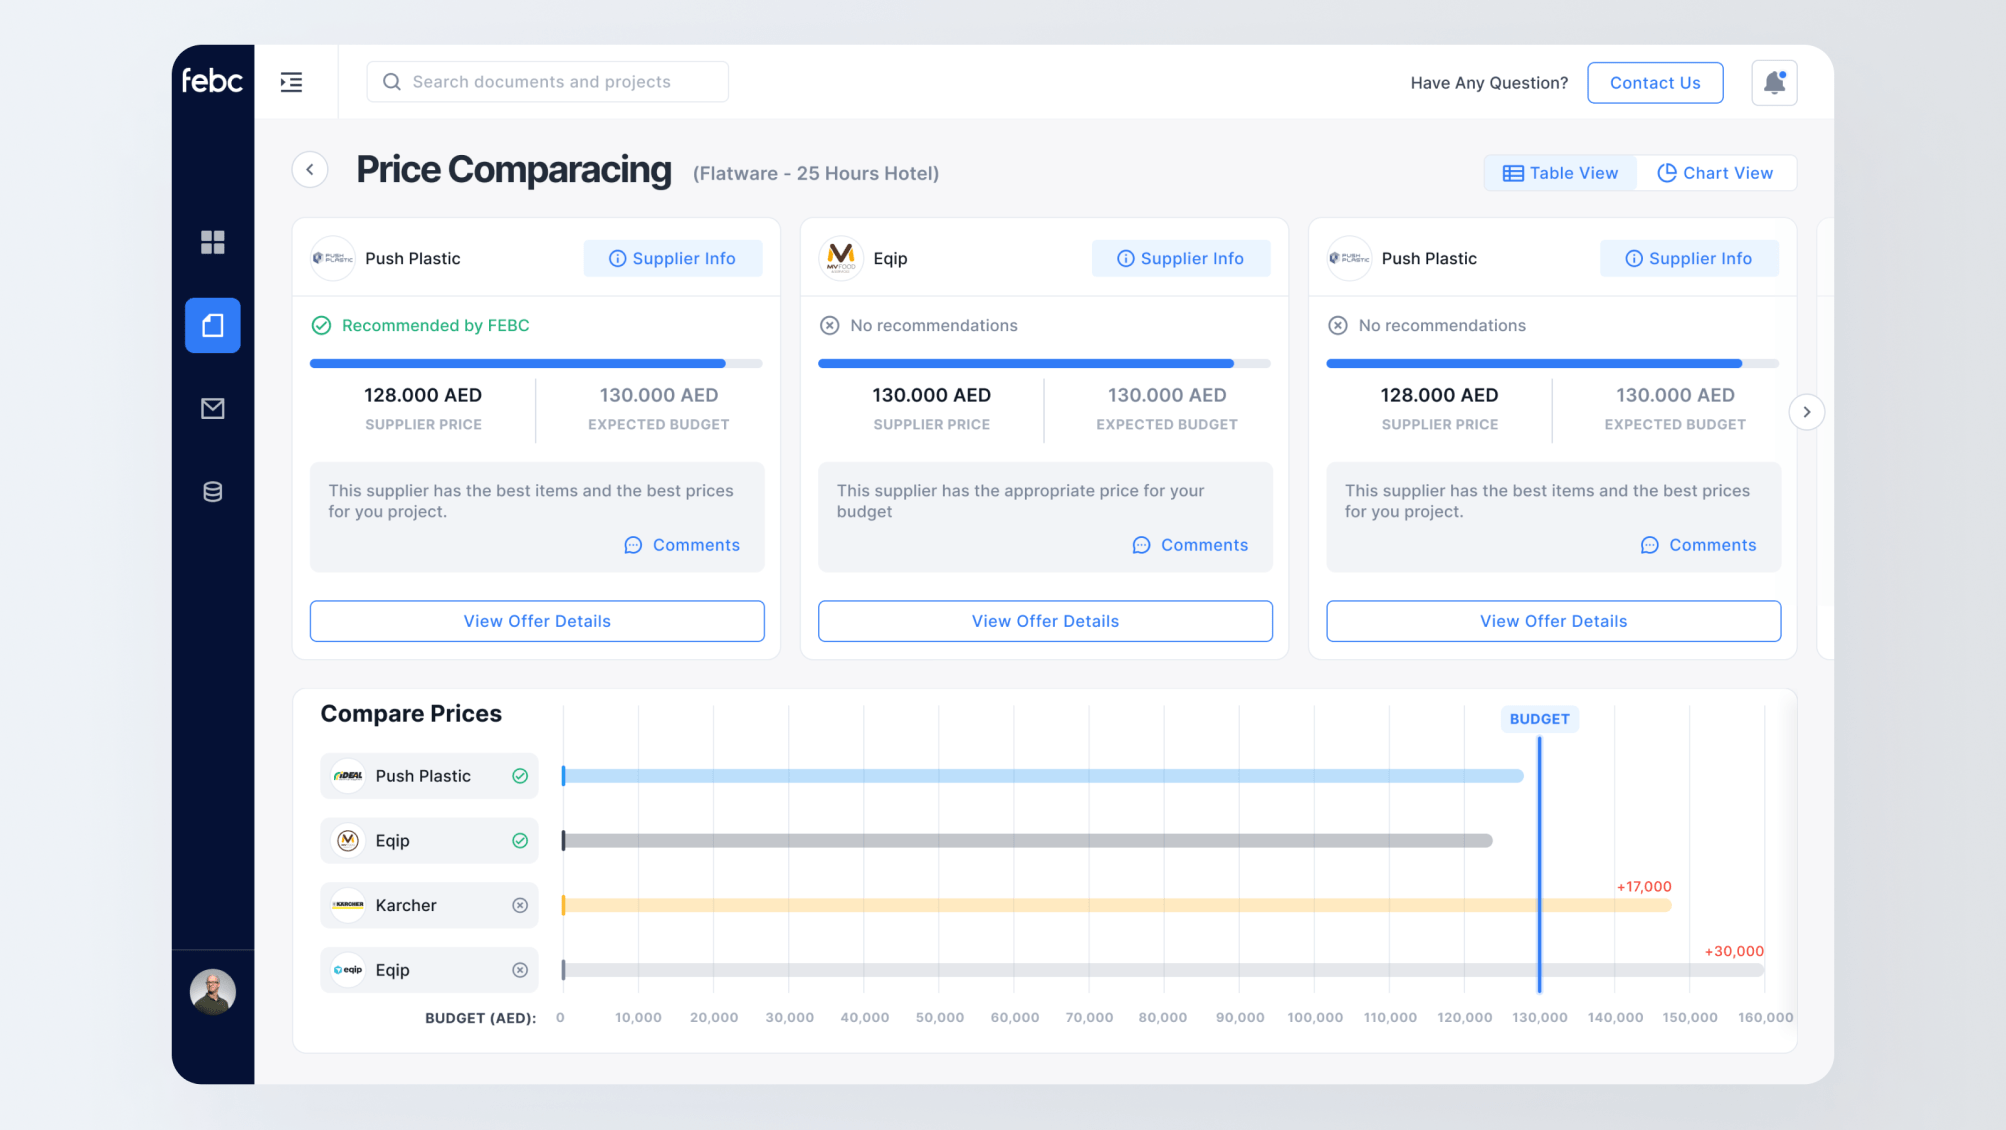 febc
Search documents and projects
Have Any Question?
Contact Us
Price Comparacing
(Flatware - 25 Hours Hotel)
Table View
Chart View
PUSH
PLASTIC
Push Plastic
Supplier Info
Recommended by FEBC
128.000 AED
SUPPLIER PRICE
130.000 AED
EXPECTED BUDGET
This supplier has the best items and the best prices
for you project.
Comments
View Offer Details
MVFOOD
Eqip
Supplier Info
No recommendations
130.000 AED
SUPPLIER PRICE
130.000 AED
EXPECTED BUDGET
This supplier has the appropriate price for your
budget
Comments
View Offer Details
PUSH
PLASTIC
Push Plastic
Supplier Info
No recommendations
128.000 AED
SUPPLIER PRICE
130.000 AED
EXPECTED BUDGET
This supplier has the best items and the best prices
for you project.
Comments
View Offer Details
Compare Prices
BUDGET
IDEAL
Push Plastic
Eqip
KARCHER
Karcher
+17,000
eqip
Eqip
+30,000
BUDGET (AED): 0 10,000 20,000 30,000 40,000 50,000 60,000 70,000 80,000 90,000 100,000 110,000 120,000 130,000 140,000 150,000 160,000